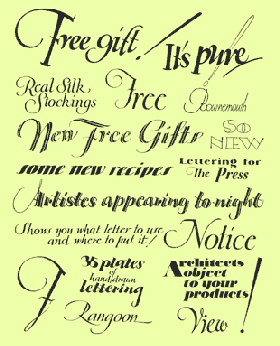 Free gift!
It's pure
Real Silk
Stockings
Free
Bournemouth
SO
NEW
New Free Gifts
some new recipes
Lettering for
The Press
Artistes appearing to-night
Shows you what letter to use
and where to put it!
Notice
F
35 plates
of
hand-drawn
lettering
Rangoon
Architects
object
to your
products!
View!